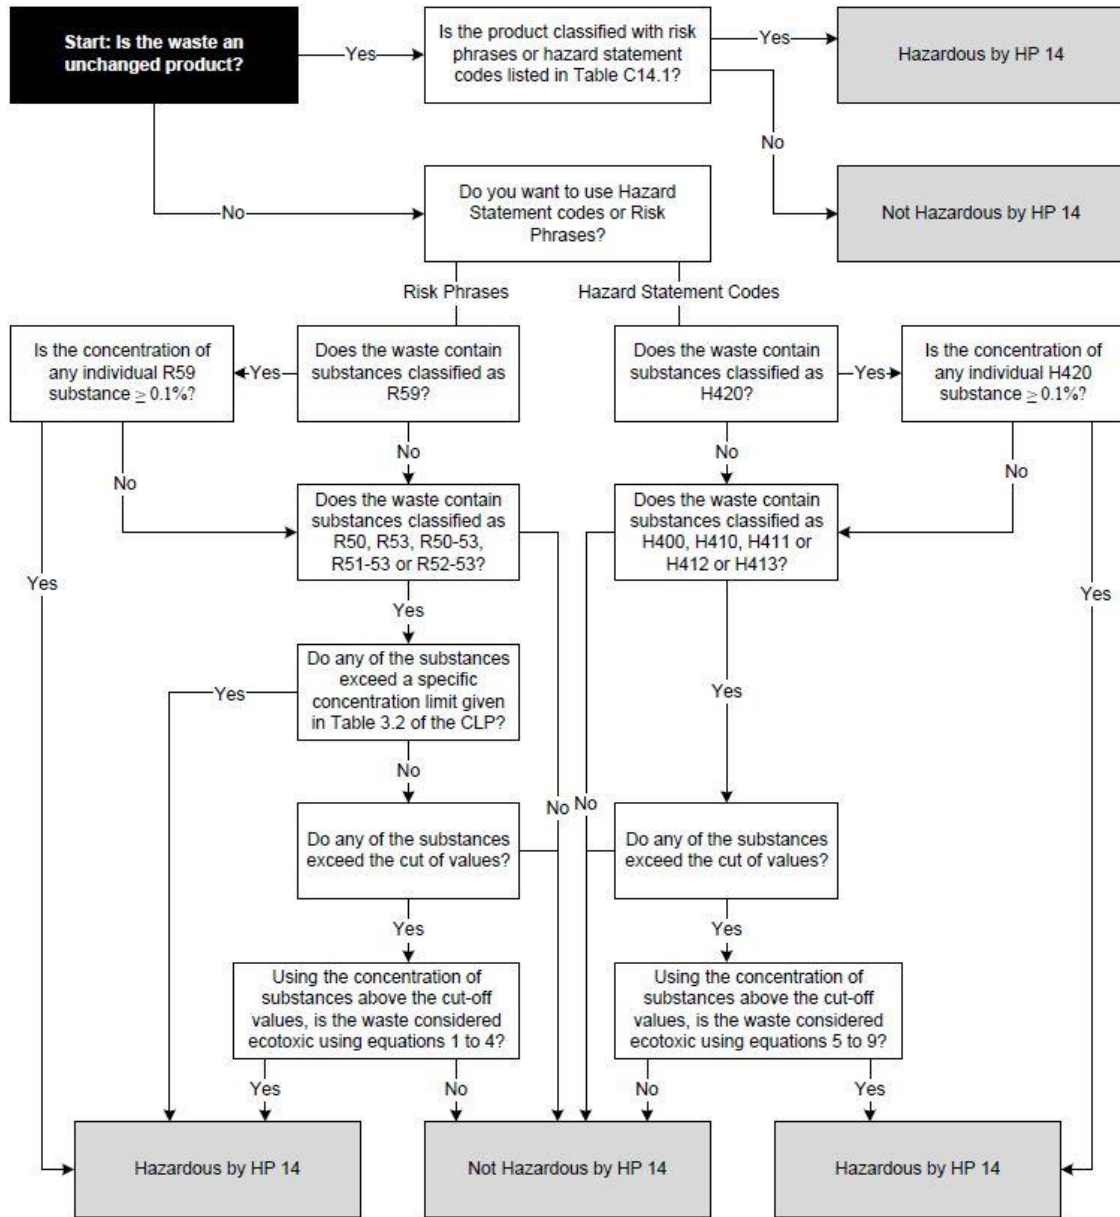 Start: Is the waste an
unchanged product?
Yes
Is the product classified with risk
phrases or hazard statement
codes listed in Table C14.1?
Yes
Hazardous by HP 14
No
Not Hazardous by HP 14
No
Do you want to use Hazard
Statement codes or Risk
Phrases?
Risk Phrases
Hazard Statement Codes
Is the concentration of
any individual R59
substance ≥ 0.1%?
Yes
Does the waste contain
substances classified as
R59?
Does the waste contain
substances classified as
H420?
Yes
Is the concentration of
any individual H420
substance ≥ 0.1%?
No
No
No
No
Does the waste contain
substances classified as
R50, R53, R50-53,
R51-53 or R52-53?
Does the waste contain
substances classified as
H400, H410, H411 or
H412 or H413?
Yes
Yes
Yes
Do any of the substances
exceed a specific
concentration limit given
in Table 3.2 of the CLP?
Yes
Yes
No
No
No
Do any of the substances
exceed the cut of values?
Do any of the substances
exceed the cut of values?
Yes
Yes
Using the concentration of
substances above the cut-off
values, is the waste considered
ecotoxic using equations 1 to 4?
Using the concentration of
substances above the cut-off
values, is the waste considered
ecotoxic using equations 5 to 9?
Yes
No
No
Yes
Hazardous by HP 14
Not Hazardous by HP 14
Hazardous by HP 14